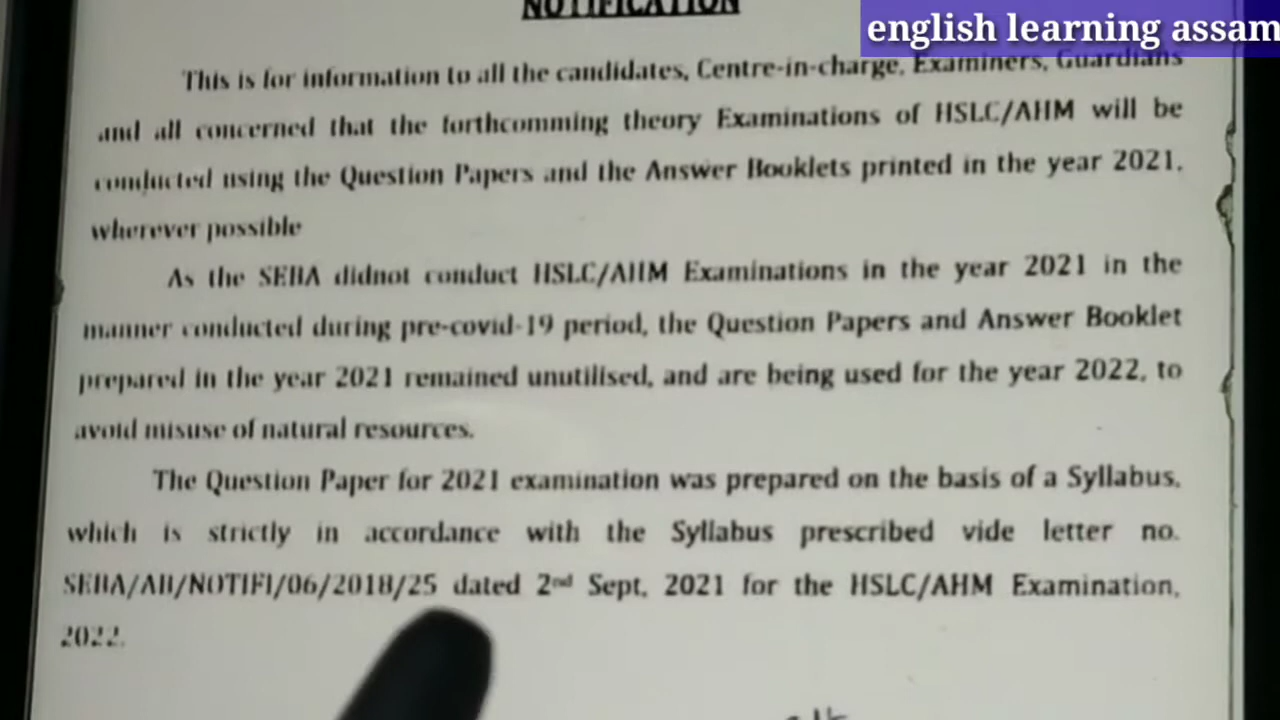 NOTIFICATION
english learning assam
This is for information to all the candidates, Centre-in-charge, Examiners, Guardians
and all concerned that the forthcomming theory Examinations of HSLC/AHM will be
conducted using the Question Papers and the Answer Booklets printed in the year 2021,
wherever possible
As the SEBA didnot conduct HSLC/AHM Examinations in the year 2021 in the
manner conducted during pre-covid-19 period, the Question Papers and Answer Booklet
prepared in the year 2021 remained unutilised, and are being used for the year 2022, to
avoid misuse of natural resources.
The Question Paper for 2021 examination was prepared on the basis of a Syllabus,
which is strictly in accordance with the Syllabus prescribed vide letter no.
SEBA/AB/NOTIFI/06/2018/25 dated 2nd Sept, 2021 for the HSLC/AHM Examination,
2022.